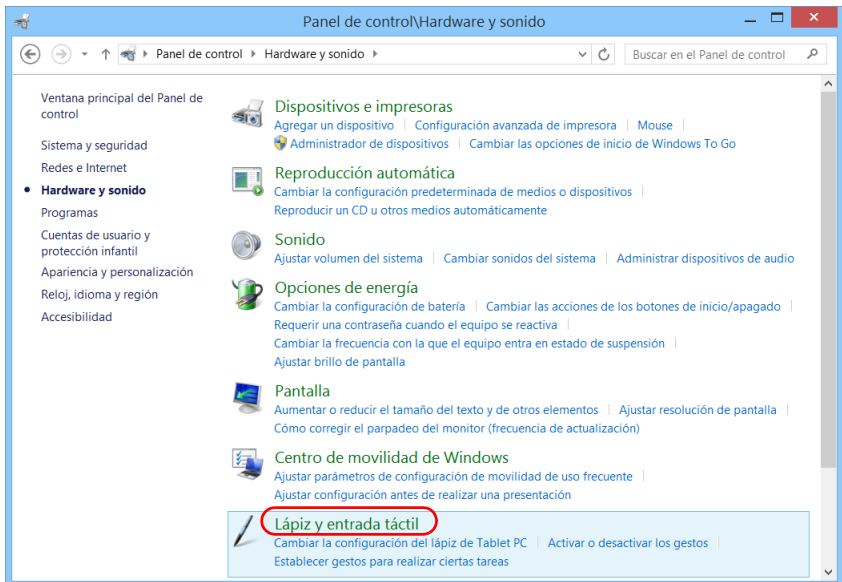 Panel de control\Hardware y sonido
Panel de control Hardware y sonido
Buscar en el Panel de control
Ventana principal del Panel de
control
Sistema y seguridad
Redes e Internet
Hardware y sonido
Programas
Cuentas de usuario y
protección infantil
Apariencia y personalización
Reloj, idioma y región
Accesibilidad
Dispositivos e impresoras
Agregar un dispositivo | Configuración avanzada de impresora | Mouse |
Administrador de dispositivos | Cambiar las opciones de inicio de Windows To Go
Reproducción automática
Cambiar la configuración predeterminada de medios o dispositivos |
Reproducir un CD u otros medios automáticamente
Sonido
Ajustar volumen del sistema | Cambiar sonidos del sistema | Administrar dispositivos de audio
Opciones de energía
Cambiar la configuración de batería | Cambiar las acciones de los botones de inicio/apagado |
Requerir una contraseña cuando el equipo se reactiva |
Cambiar la frecuencia con la que el equipo entra en estado de suspensión |
Ajustar brillo de pantalla
Pantalla
Aumentar o reducir el tamaño del texto y de otros elementos | Ajustar resolución de pantalla |
Cómo corregir el parpadeo del monitor (frecuencia de actualización)
Centro de movilidad de Windows
Ajustar parámetros de configuración de movilidad de uso frecuente |
Ajustar configuración antes de realizar una presentación
Lápiz y entrada táctil
Cambiar la configuración del lápiz de Tablet PC | Activar o desactivar los gestos |
Establecer gestos para realizar ciertas tareas